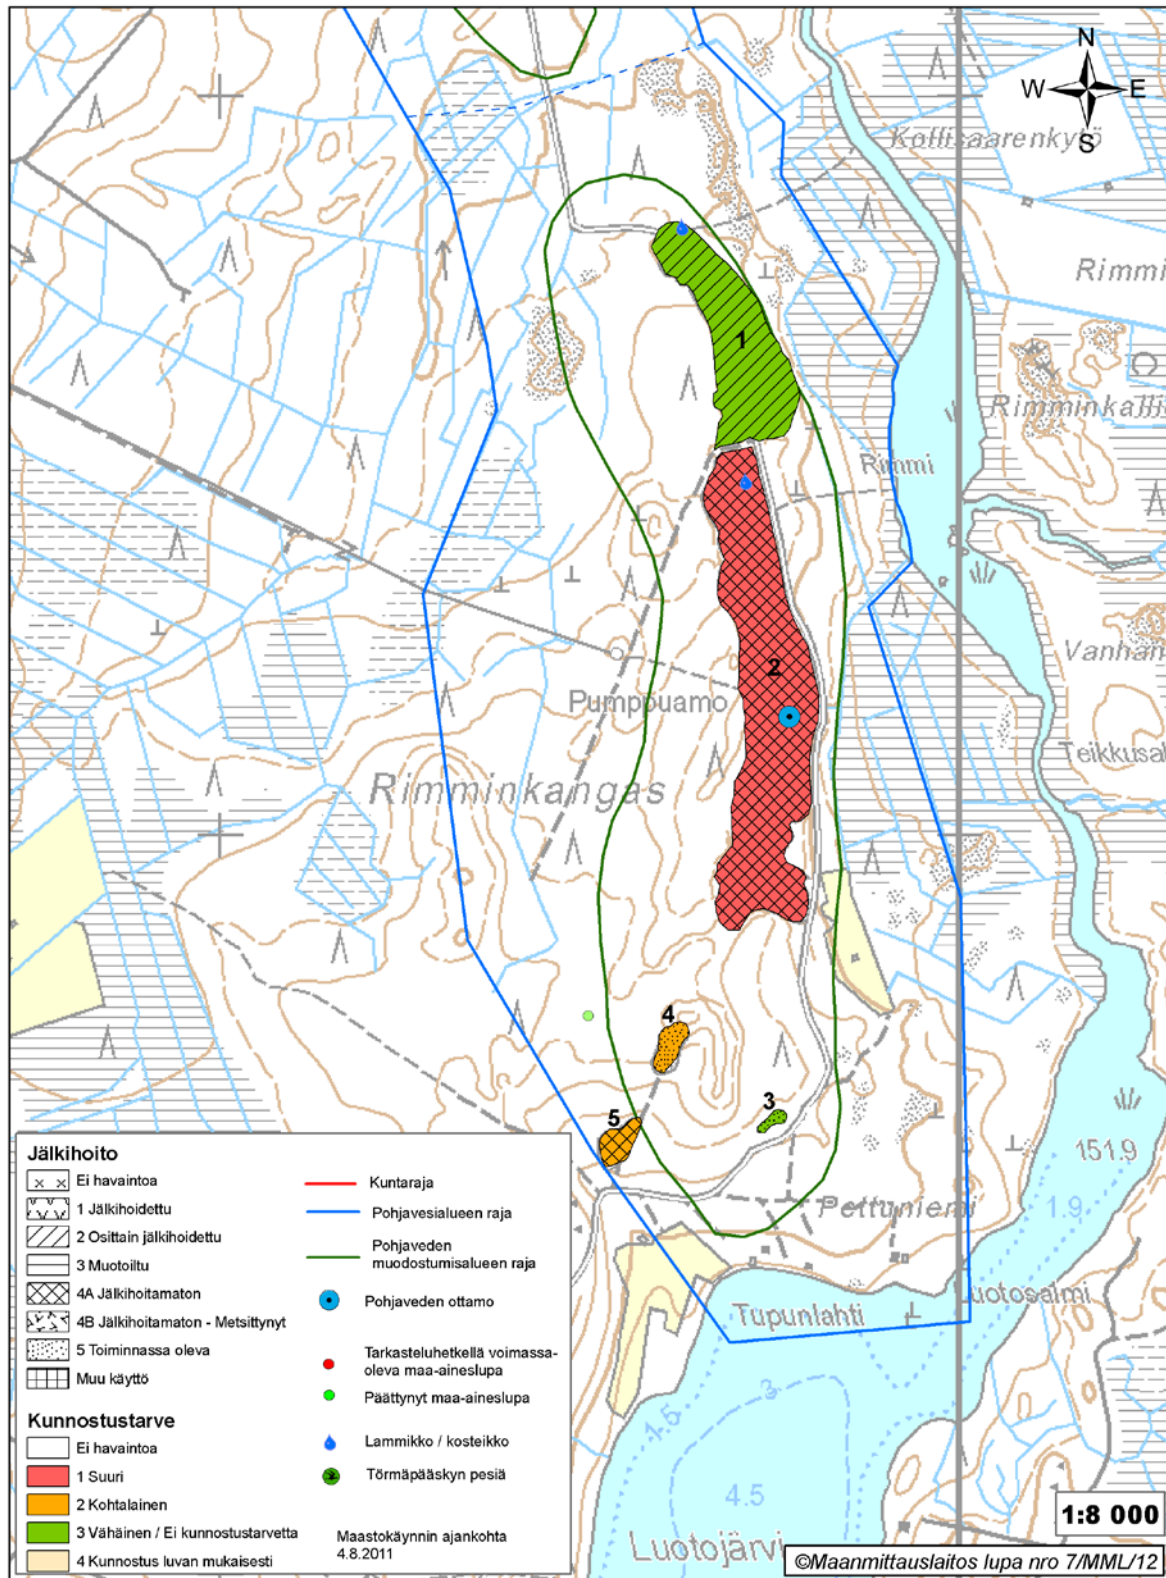 N
W E
S
Kollisaarenkytö
Rimmi
1
Rimminkallis
Rimmi
2
Vanhan
Pumppuamo
Teikkusal
Rimminkangas
4
3
5
151.9
1.9
Pettuniemi
Luotosalmi
Tupunlahti
3
1.5
4.5
Luotojärvi
Jälkihoito
Ei havaintoa
1 Jälkihoidettu
2 Osittain jälkihoidettu
3 Muotoiltu
4A Jälkihoitamaton
4B Jälkihoitamaton - Metsittynyt
5 Toiminnassa oleva
Muu käyttö
Kunnostustarve
Ei havaintoa
1 Suuri
2 Kohtalainen
3 Vähäinen / Ei kunnostustarvetta
4 Kunnostus luvan mukaisesti
Kuntaraja
Pohjavesialueen raja
Pohjaveden
muodostumisalueen raja
Pohjaveden ottamo
Tarkasteluhetkellä voimassa-
oleva maa-aineslupa
Päättynyt maa-aineslupa
Lammikko / kosteikko
Törmäpääskyn pesiä
Maastokäynnin ajankohta
4.8.2011
1:8 000
©Maanmittauslaitos lupa nro 7/MML/12